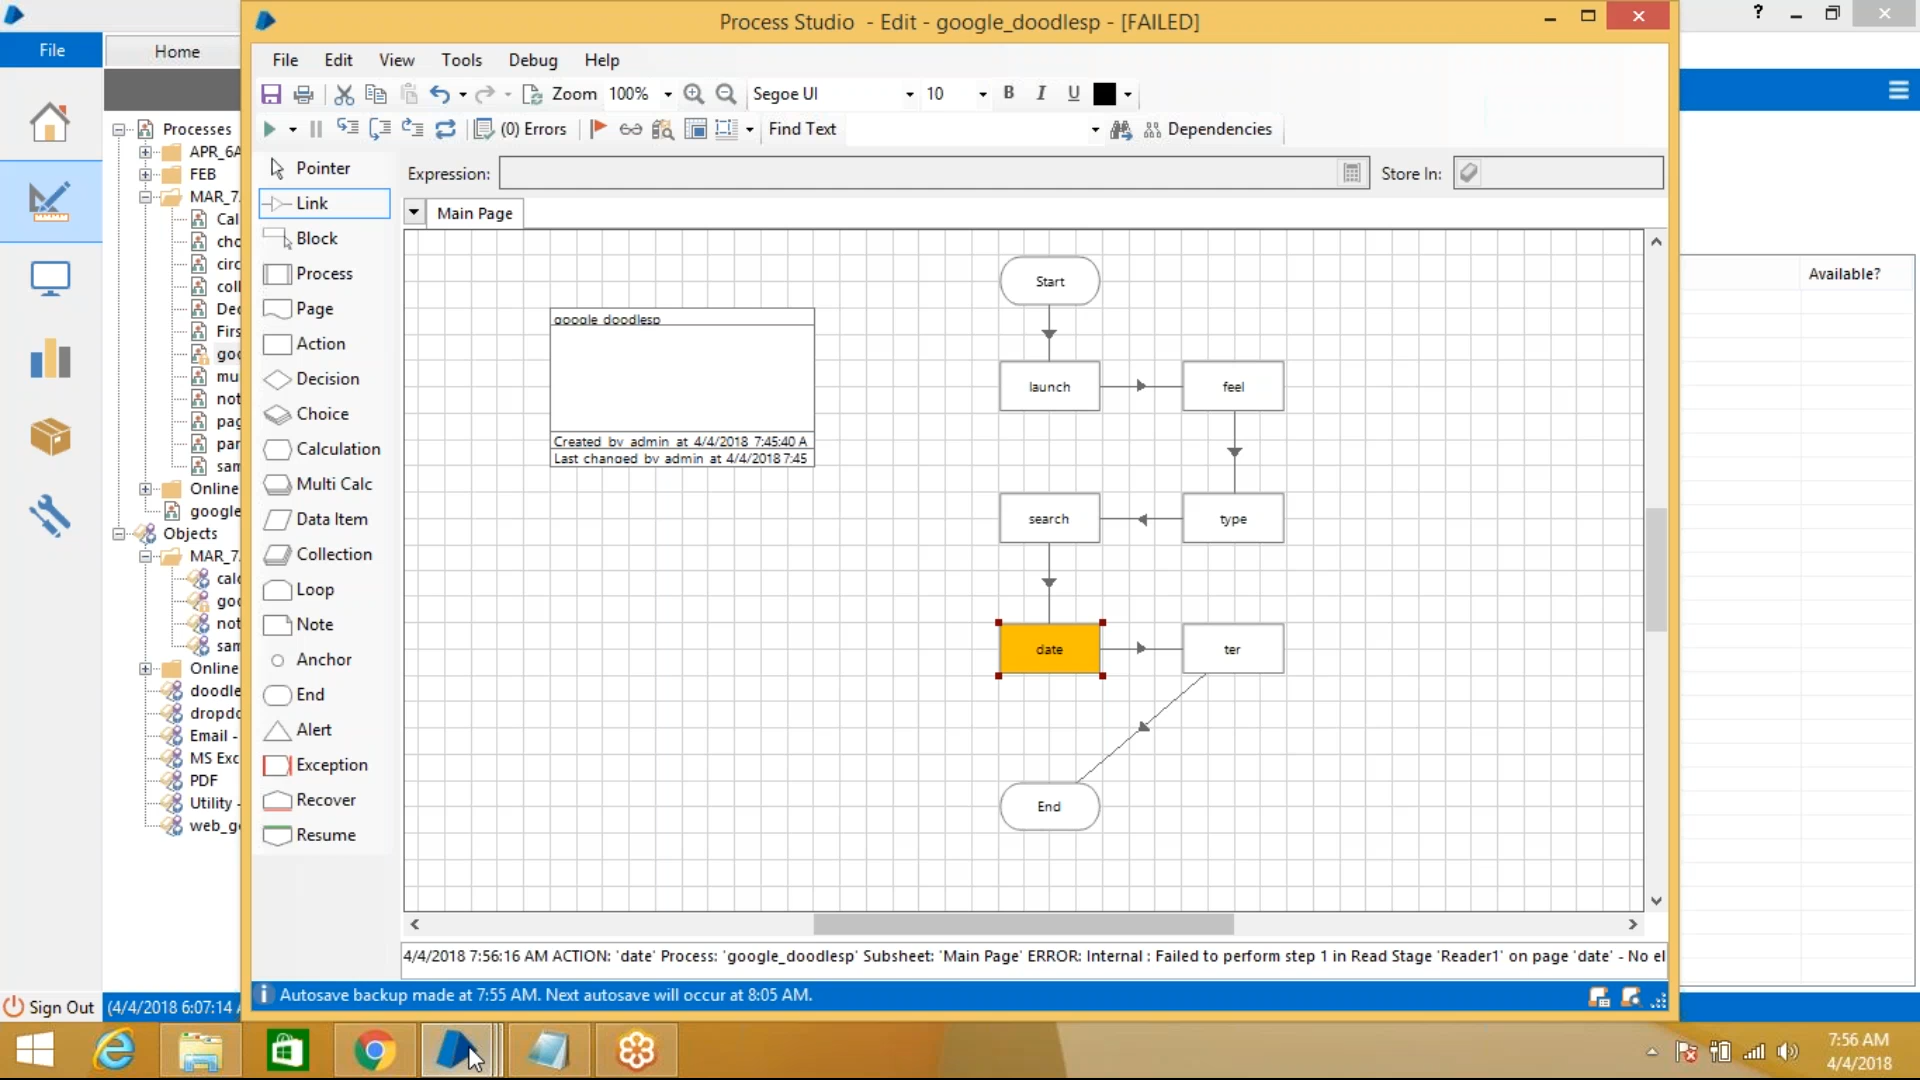 Process Studio - Edit - google_doodlesp - [FAILED]
File
Home
File Edit View Tools Debug Help
Zoom 100%
Segoe UI
10
B I U
(0) Errors
Find Text
Dependencies
Expression:
Store In:
Main Page
Available?
Processes
APR_6A
FEB
MAR_7.
Cal
cho
circ
coll
Dec
Firs
goo
mu
not
pag
par
sam
Online
google
Objects
MAR_7.
calc
goo
not
sam
Online
doodle
dropdo
Email -
MS Exc
PDF
Utility -
web_go
Pointer
Link
Block
Process
Page
Action
Decision
Choice
Calculation
Multi Calc
Data Item
Collection
Loop
Note
Anchor
End
Alert
Exception
Recover
Resume
google_doodlesp
Created by admin at 4/4/2018 7:45:40 A
Last changed by admin at 4/4/2018 7:45
Start
launch
feel
search
type
date
ter
End
4/4/2018 7:56:16 AM ACTION: 'date' Process: 'google_doodlesp' Subsheet: 'Main Page' ERROR: Internal : Failed to perform step 1 in Read Stage 'Reader1' on page 'date' - No el
Autosave backup made at 7:55 AM. Next autosave will occur at 8:05 AM.
Sign Out
(4/4/2018 6:07:14
7:56 AM
4/4/2018